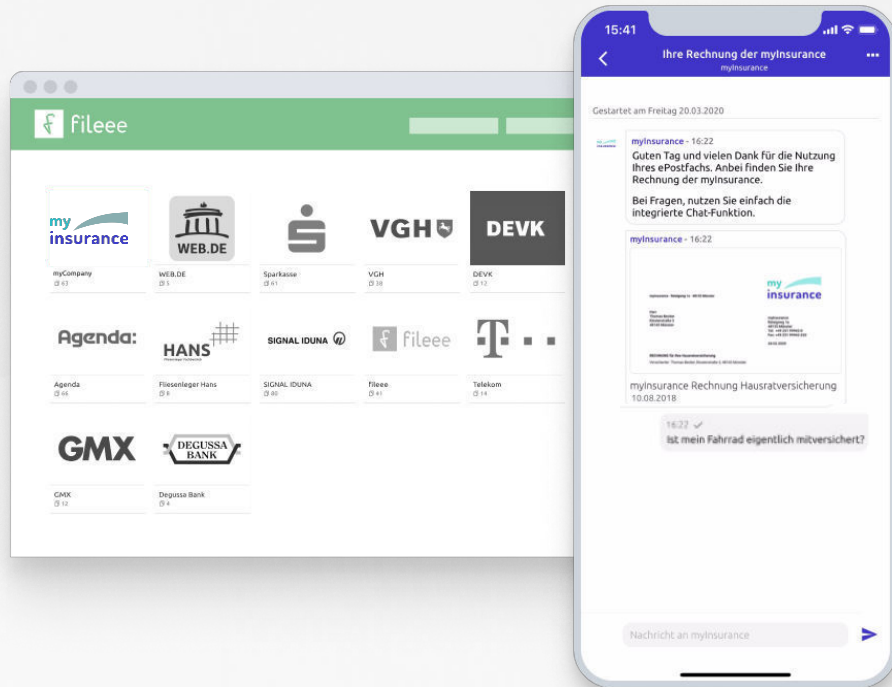 fileee
my
insurance
myCompany
63
WEB.DE
WEB.DE
5
Sparkasse
61
VGH
VGH
38
DEVK
DEVK
12
Agenda:
Agenda
66
HANS
Fliesenleger Hans
8
SIGNAL IDUNA
SIGNAL IDUNA
80
fileee
fileee
41
T
Telekom
14
GMX
GMX
12
DEGUSSA
BANK
Degussa Bank
4
15:41
Ihre Rechnung der myInsurance
myInsurance
Gestartet am Freitag 20.03.2020
myInsurance - 16:22
Guten Tag und vielen Dank für die Nutzung
Ihres ePostfachs. Anbei finden Sie Ihre
Rechnung der myInsurance.
Bei Fragen, nutzen Sie einfach die
integrierte Chat-Funktion.
myInsurance - 16:22
my
insurance
myInsurance Rechnung Hausratversicherung
10.08.2018
16:22
Ist mein Fahrrad eigentlich mitversichert?
Nachricht an myInsurance